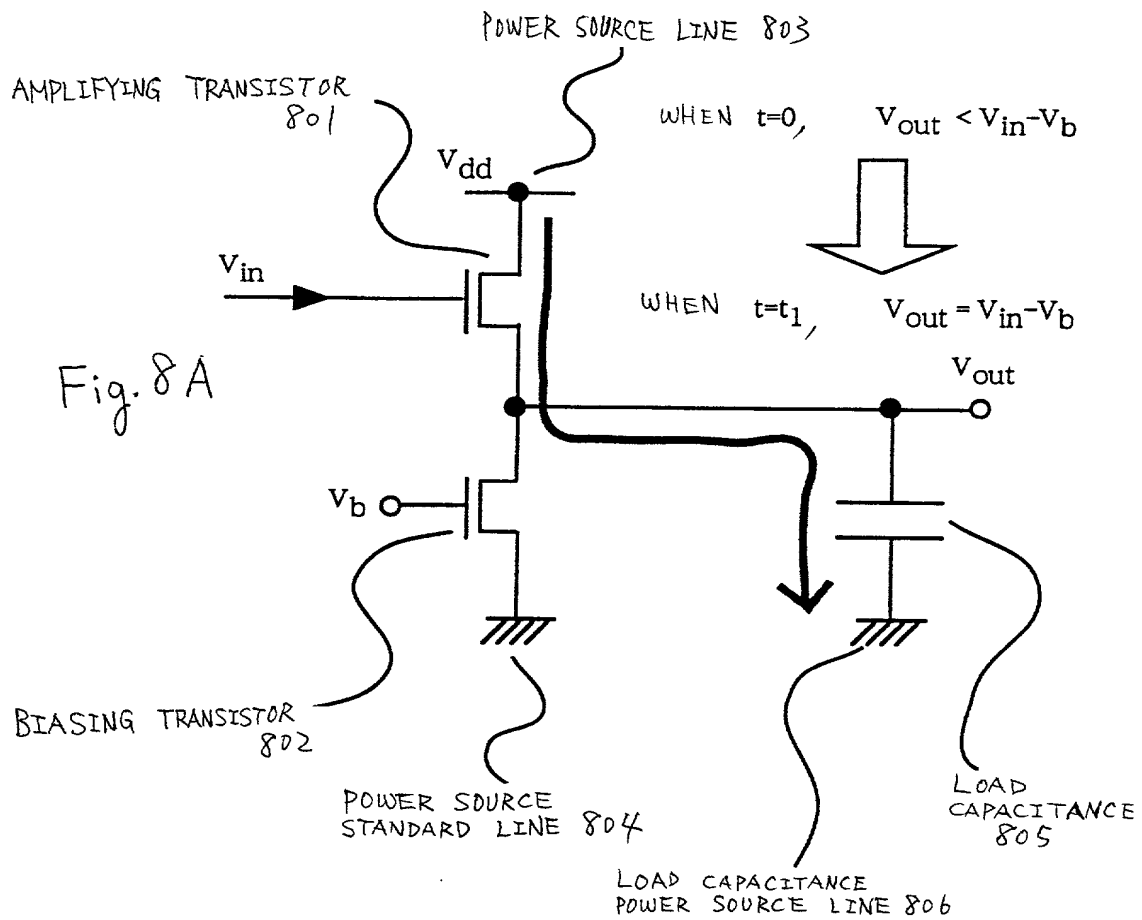 POWER SOURCE LINE 803
AMPLIFYING TRANSISTOR
801
WHEN t=0, Vout < Vin-Vb
Vdd
Vin
WHEN t=t1, Vout = Vin-Vb
Fig. 8A
Vout
Vb
BIASING TRANSISTOR
802
POWER SOURCE
STANDARD LINE 804
LOAD
CAPACITANCE
805
LOAD CAPACITANCE
POWER SOURCE LINE 806